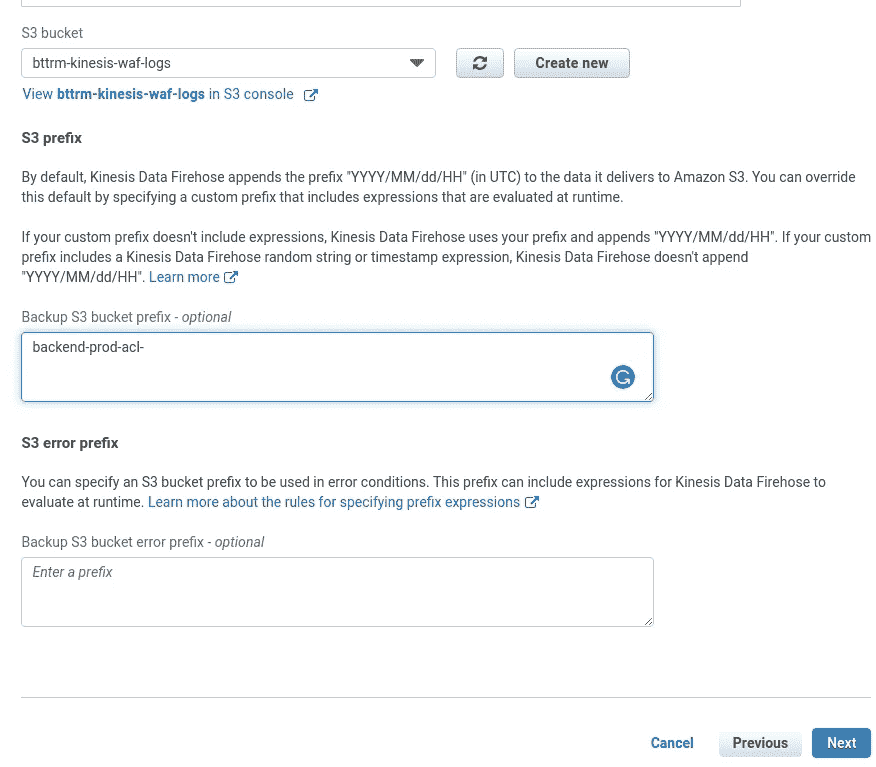 S3 bucket
bttrm-kinesis-waf-logs
Create new
View bttrm-kinesis-waf-logs in S3 console
S3 prefix
By default, Kinesis Data Firehose appends the prefix "YYYY/MM/dd/HH" (in UTC) to the data it delivers to Amazon S3. You can override
this default by specifying a custom prefix that includes expressions that are evaluated at runtime.
If your custom prefix doesn't include expressions, Kinesis Data Firehose uses your prefix and appends "YYYY/MM/dd/HH". If your custom
prefix includes a Kinesis Data Firehose random string or timestamp expression, Kinesis Data Firehose doesn't append
"YYYY/MM/dd/HH". Learn more
Backup S3 bucket prefix - optional
backend-prod-acl-
S3 error prefix
You can specify an S3 bucket prefix to be used in error conditions. This prefix can include expressions for Kinesis Data Firehose to
evaluate at runtime. Learn more about the rules for specifying prefix expressions
Backup S3 bucket error prefix - optional
Enter a prefix
Cancel
Previous
Next